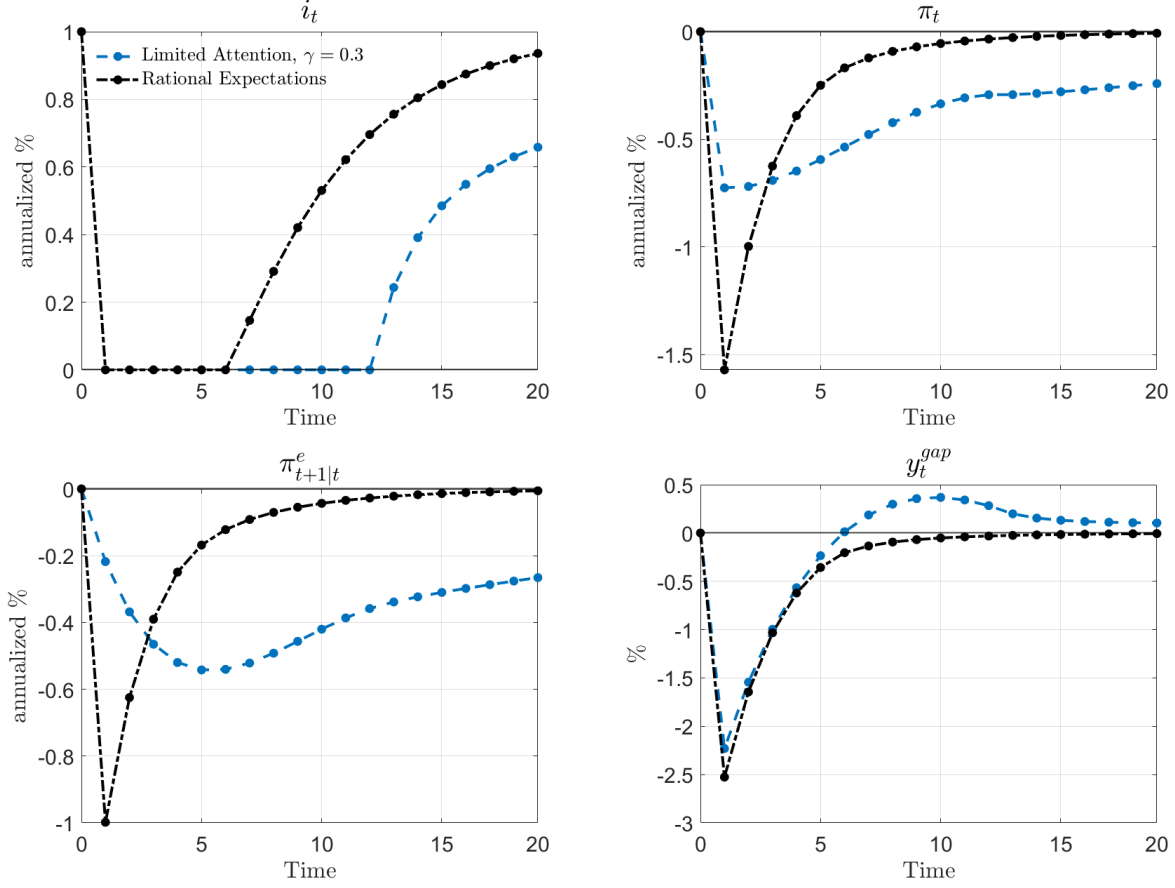 i_t
1
0.8
0.6
0.4
0.2
0
annualized %
Limited Attention, γ = 0.3
Rational Expectations
0 5 10 15 20
Time
π_t
0
-0.5
-1
-1.5
annualized %
0 5 10 15 20
Time
π^e_{t+1|t}
0
-0.2
-0.4
-0.6
-0.8
-1
annualized %
0 5 10 15 20
Time
y_t^{gap}
0.5
0
-0.5
-1
-1.5
-2
-2.5
-3
%
0 5 10 15 20
Time